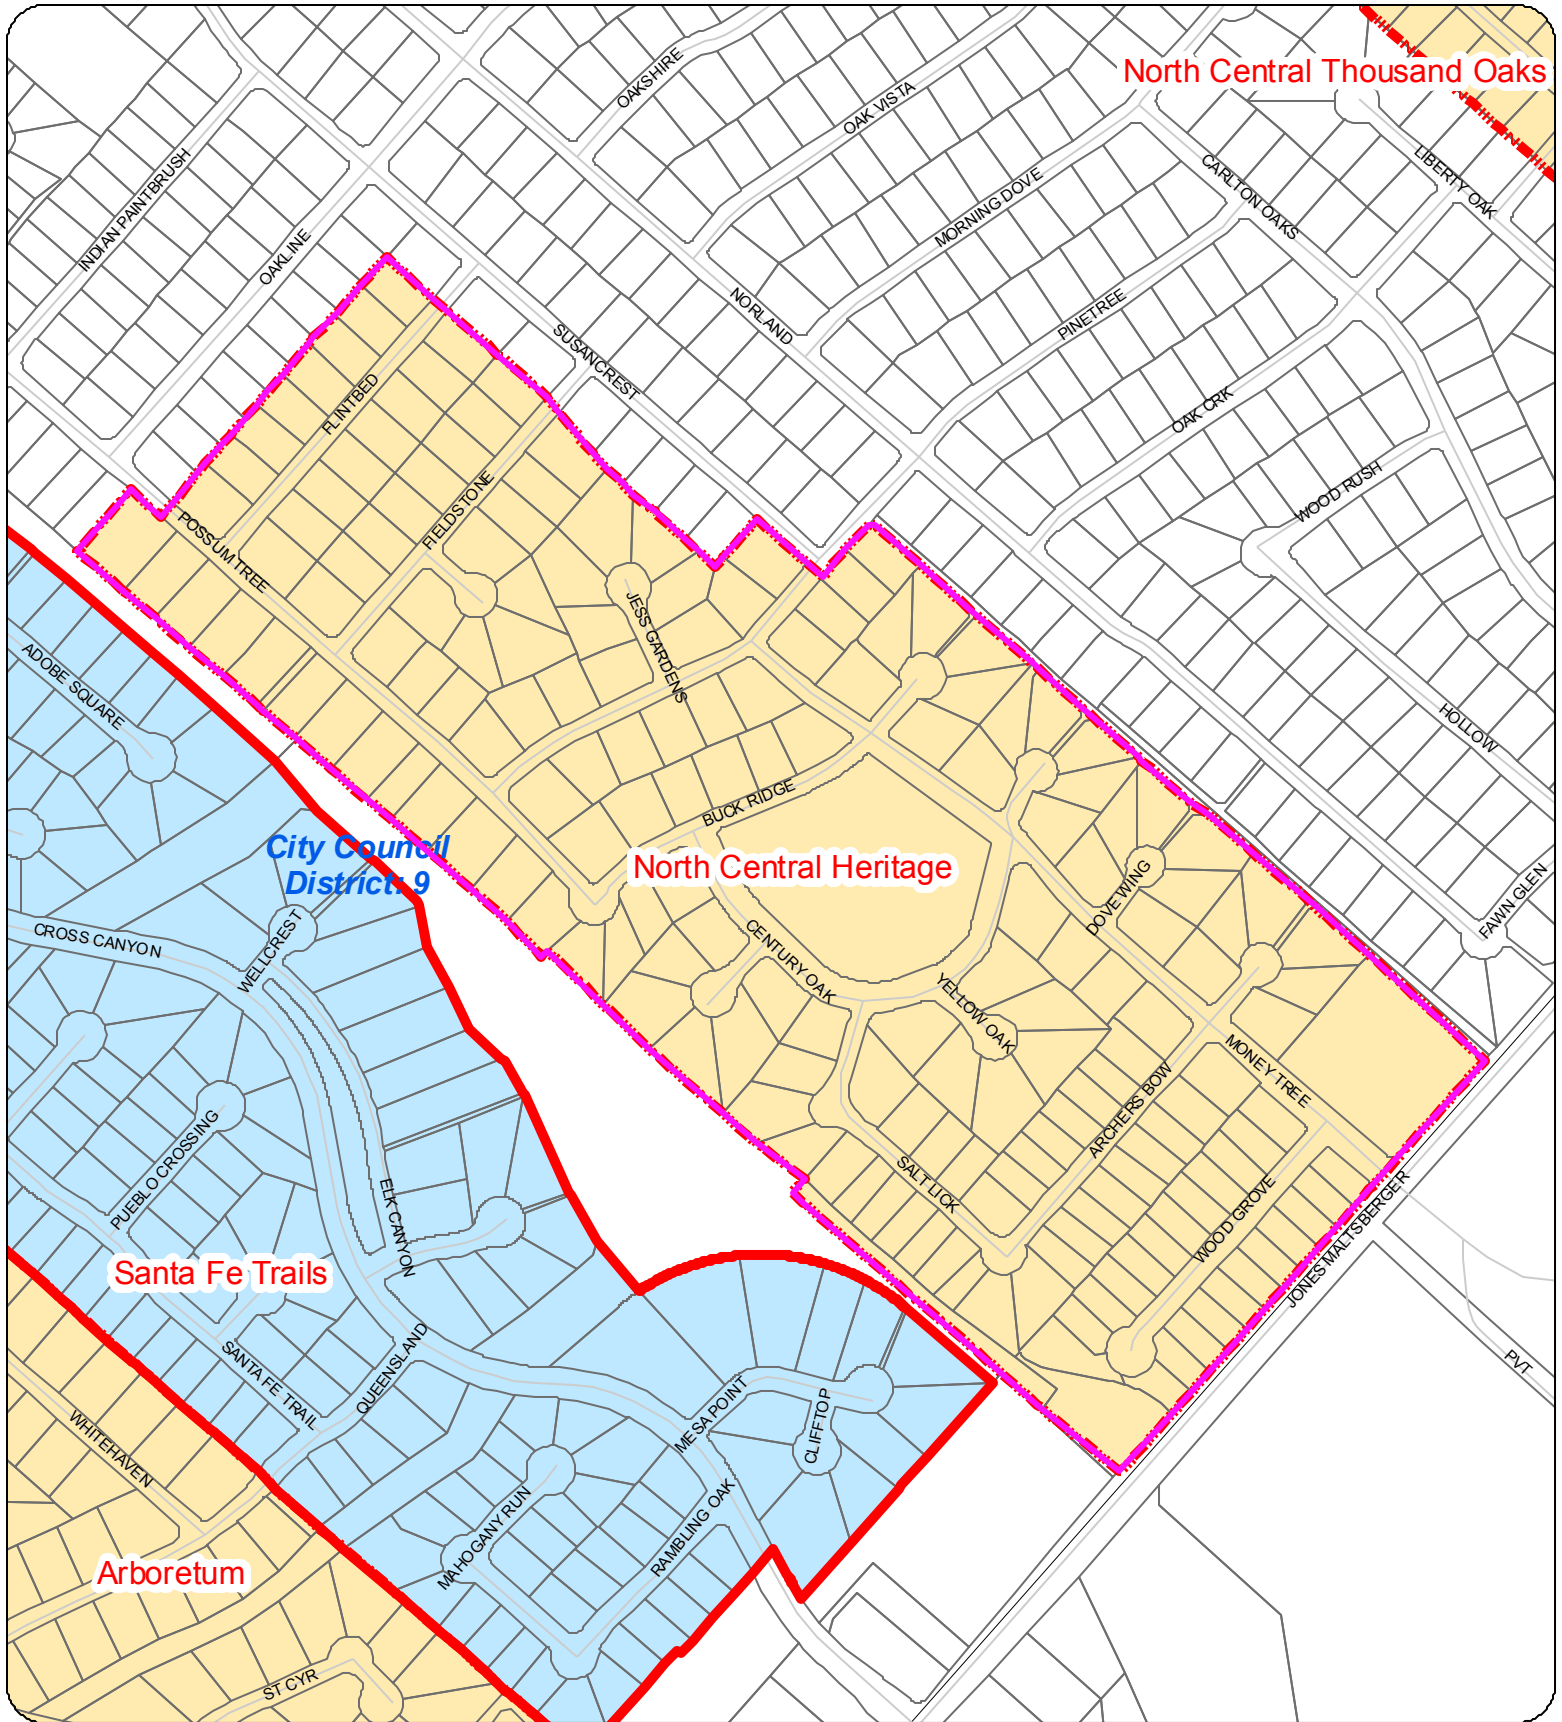 OAKSHIRE
North Central Thousand Oaks
OAK VISTA
INDIAN PAINTBRUSH
CARLTON OAKS
LIBERTY OAK
MORNING DOVE
OAKLINE
NORLAND
PINETREE
SUSANCREST
FLINTBED
OAK CRK
WOOD RUSH
FIELDSTONE
POSSUM TREE
JESS GARDENS
ADOBE SQUARE
HOLLOW
BUCK RIDGE
City Council
District: 9
North Central Heritage
DOVE WING
FAWN GLEN
CROSS CANYON
WELLCREST
CENTURY OAK
YELLOW OAK
MONEY TREE
ARCHERS BOW
PUEBLO CROSSING
ELK CANYON
SALT LICK
WOOD GROVE
JONES MALTSBERGER
Santa Fe Trails
SANTA FE TRAIL
QUEENSLAND
PVT
WHITEHAVEN
MESA POINT
CLIFFTOP
MAHOGANY RUN
RAMBLING OAK
Arboretum
ST CYR